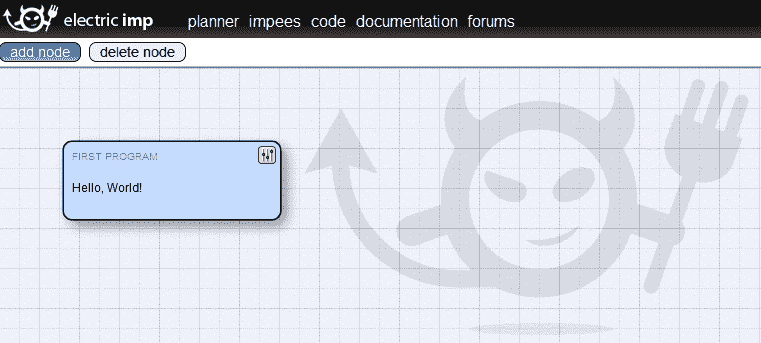 electric imp planner impees code documentation forums
add node delete node
FIRST PROGRAM
Hello, World!